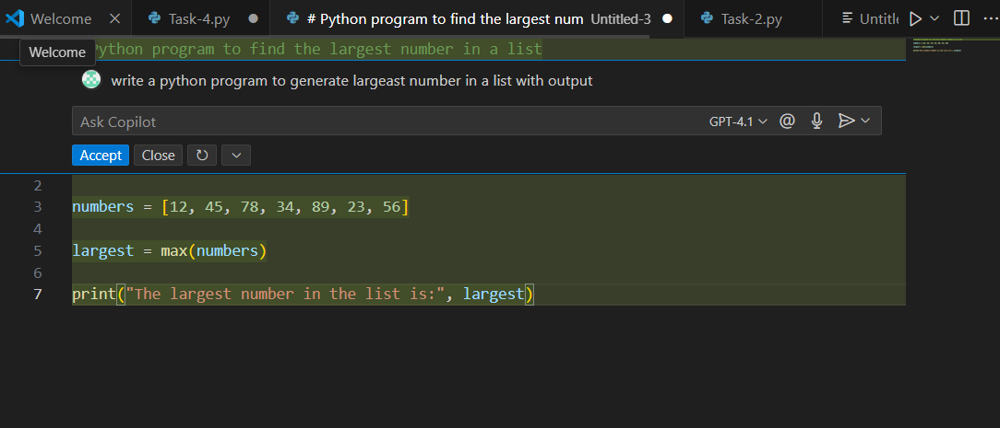 Welcome
Task-4.py
# Python program to find the largest num Untitled-3
Task-2.py
Welcome
ython program to find the largest number in a list
write a python program to generate largeast number in a list with output
Ask Copilot
GPT-4.1
@
Accept
Close
2
3 numbers = [12, 45, 78, 34, 89, 23, 56]
4
5 largest = max(numbers)
6
7 print("The largest number in the list is:", largest)